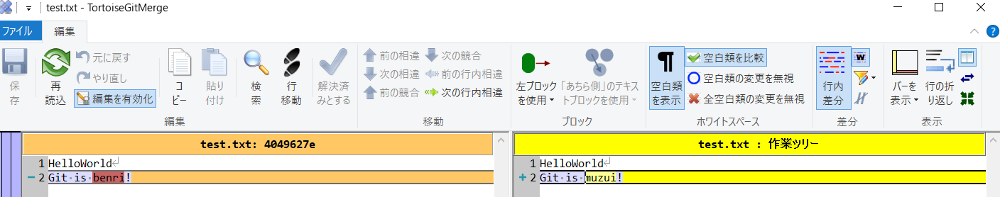 test.txt - TortoiseGitMerge
ファイル 編集
保存
再読込
元に戻す
やり直し
編集を有効化
コピー
貼り付け
検索
行移動
解決済みとする
編集
前の相違
次の相違
前の競合
次の競合
前の行内相違
次の行内相違
移動
左ブロックを使用
「あちら側」のテキストブロックを使用
ブロック
空白類を表示
空白類を比較
空白類の変更を無視
全空白類の変更を無視
ホワイトスペース
行内差分
差分
バーを表示
行の折り返し
表示
test.txt: 4049627e
1 HelloWorld
2 Git is benri!
test.txt : 作業ツリー
1 HelloWorld
2 Git is muzui!